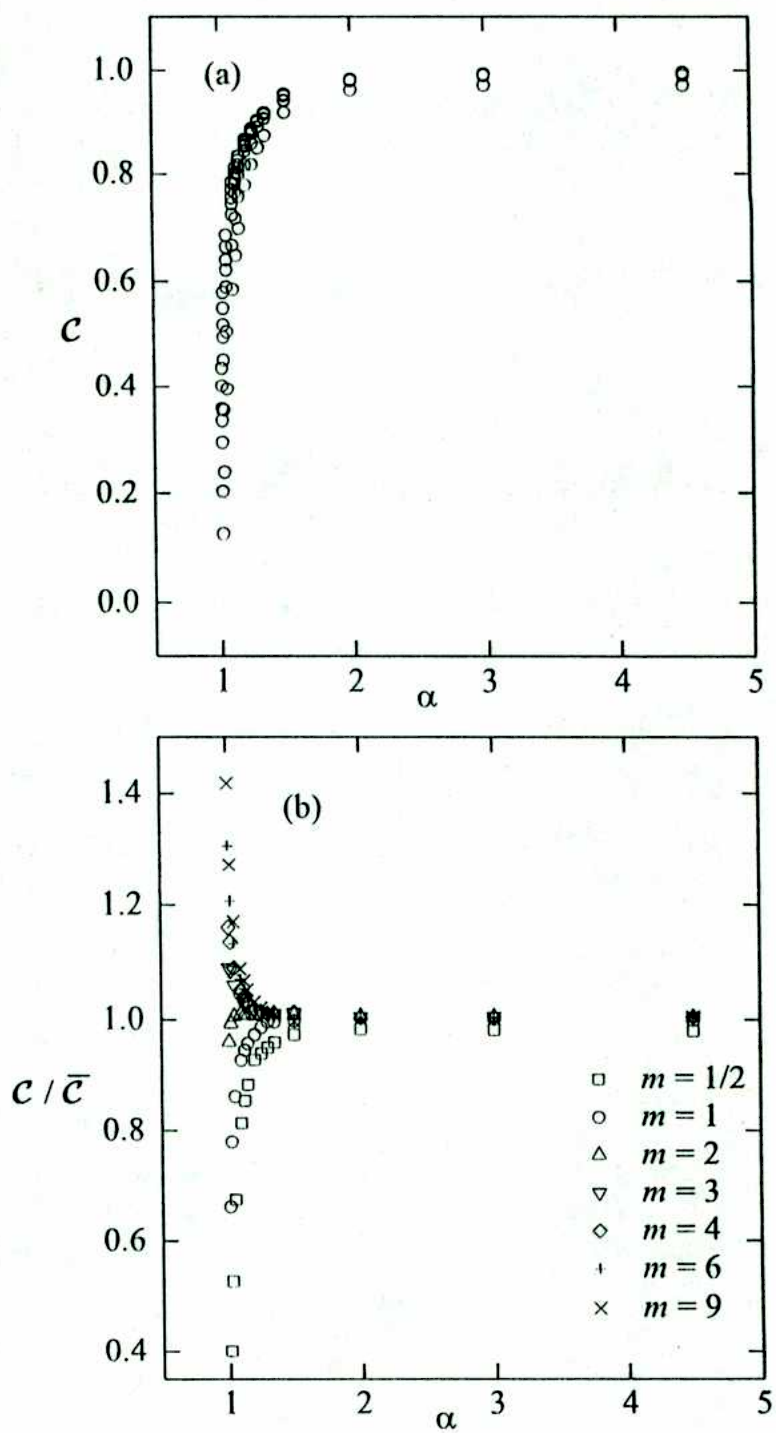 (a)
1.0
0.8
0.6
C
0.4
0.2
0.0
1 2 3 4 5
α
(b)
1.4
1.2
1.0
C / C̅
0.8
0.6
0.4
m = 1/2
m = 1
m = 2
m = 3
m = 4
m = 6
m = 9
1 2 3 4 5
α